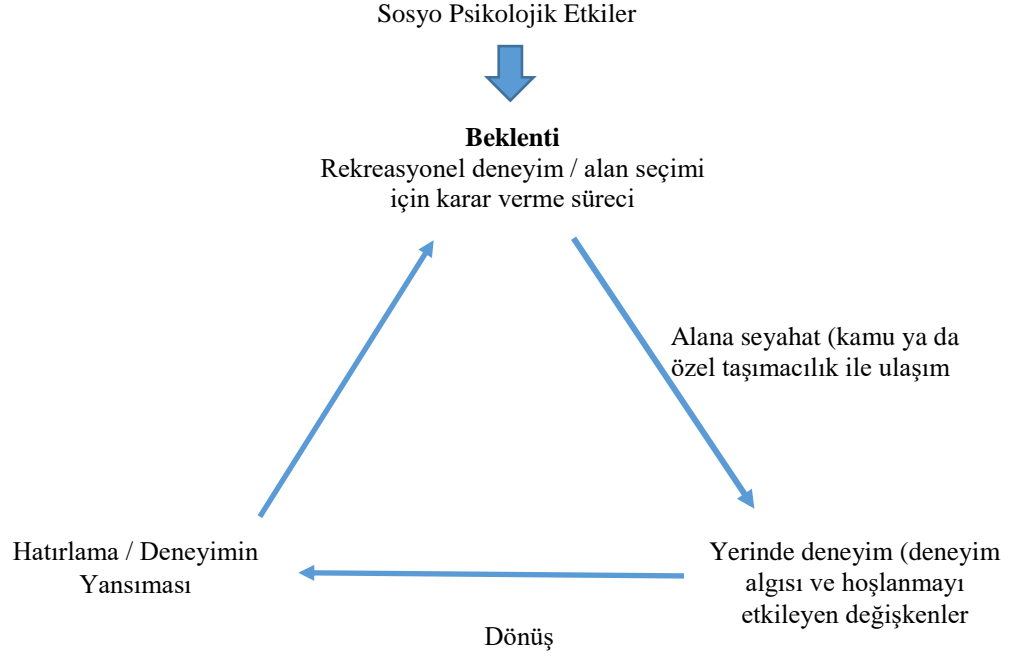 Sosyo Psikolojik Etkiler
Beklenti
Rekreasyonel deneyim / alan seçimi
için karar verme süreci
Alana seyahat (kamu ya da
özel taşımacılık ile ulaşım
Hatırlama / Deneyimin
Yansıması
Yerinde deneyim (deneyim
algısı ve hoşlanmayı
etkileyen değişkenler
Dönüş